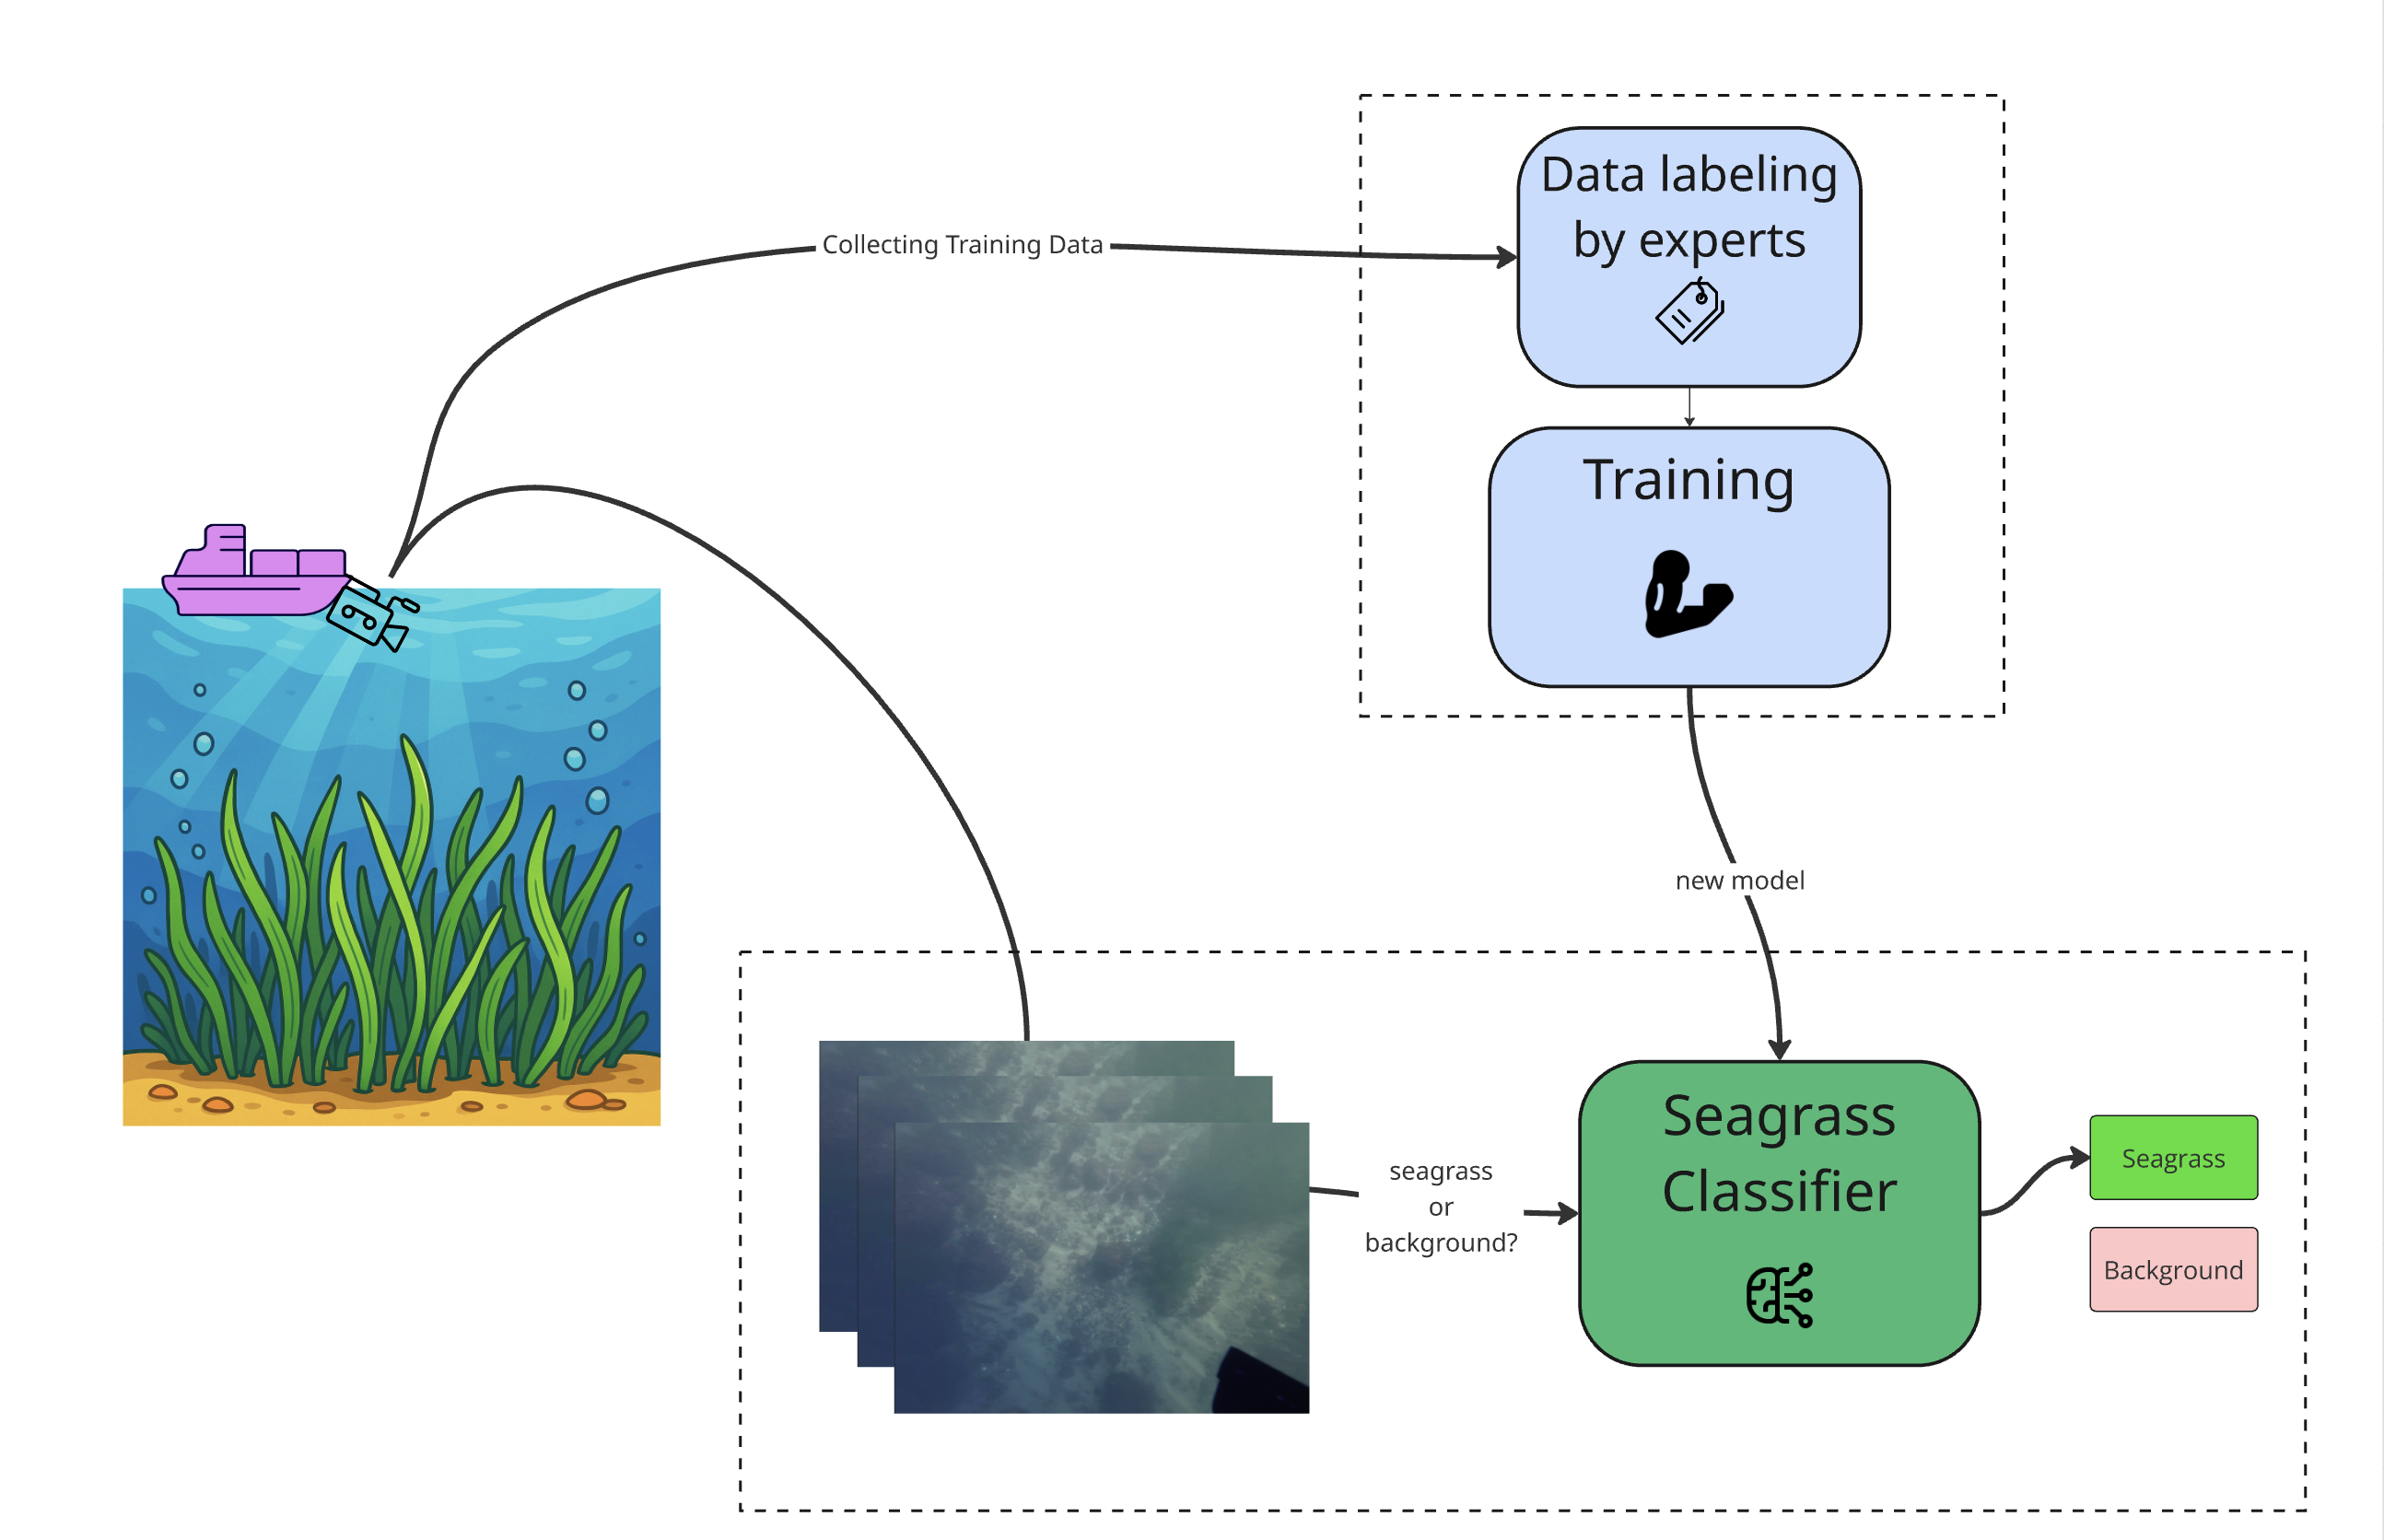 Data labeling
by experts
Collecting Training Data
Training
new model
seagrass
or
background?
Seagrass
Classifier
Seagrass
Background